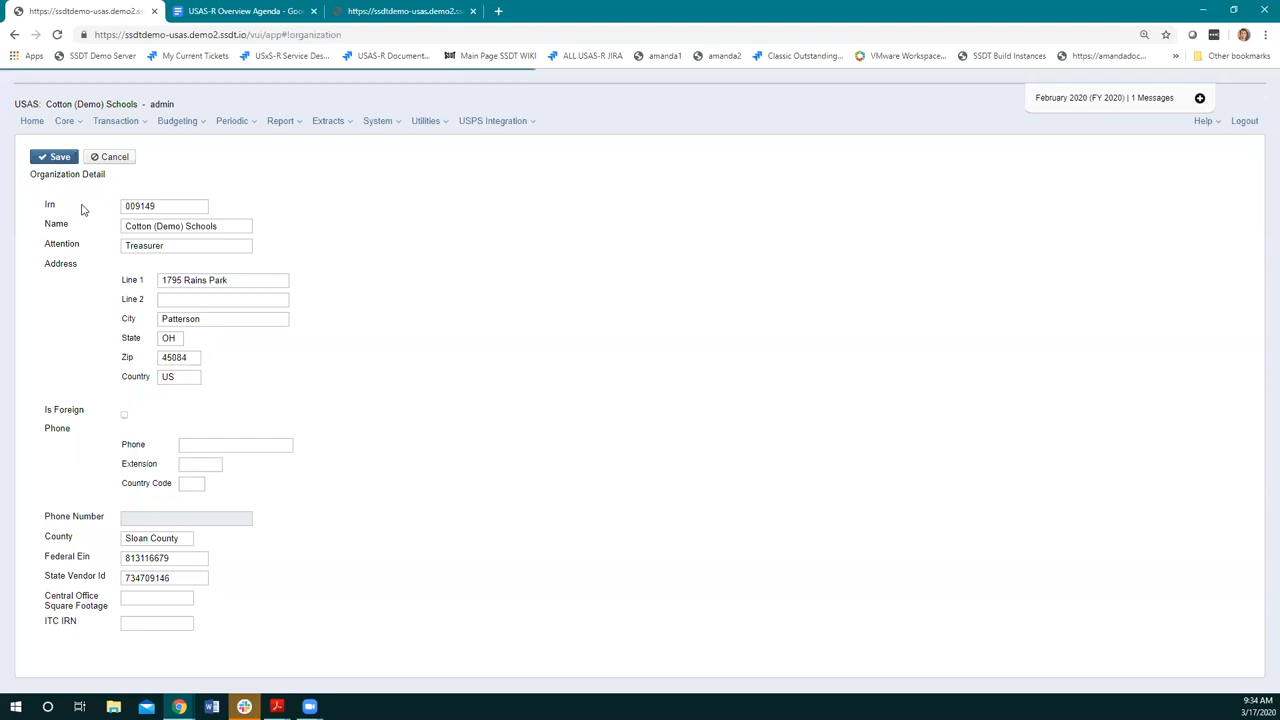 https://ssdtdemo-usas.demo2.ssdt.io/
USAS-R Overview Agenda - Goo
https://ssdtdemo-usas.demo2.ss
https://ssdtdemo-usas.demo2.ssdt.io/vui/app#!organization
Apps SSDT Demo Server My Current Tickets USxS-R Service Des... USAS-R Document... Main Page SSDT WIKI ALL USAS-R JIRA amanda1 amanda2 Classic Outstanding... VMware Workspace... SSDT Build Instances https://amandadoc... » Other bookmarks
USAS: Cotton (Demo) Schools - admin
February 2020 (FY 2020) | 1 Messages
Home Core Transaction Budgeting Periodic Report Extracts System Utilities USPS Integration Help Logout
Save Cancel
Organization Detail
Irn 009149
Name Cotton (Demo) Schools
Attention Treasurer
Address
Line 1 1795 Rains Park
Line 2
City Patterson
State OH
Zip 45084
Country US
Is Foreign
Phone
Phone
Extension
Country Code
Phone Number
County Sloan County
Federal Ein 813116679
State Vendor Id 734709146
Central Office
Square Footage
ITC IRN
9:34 AM
3/17/2020